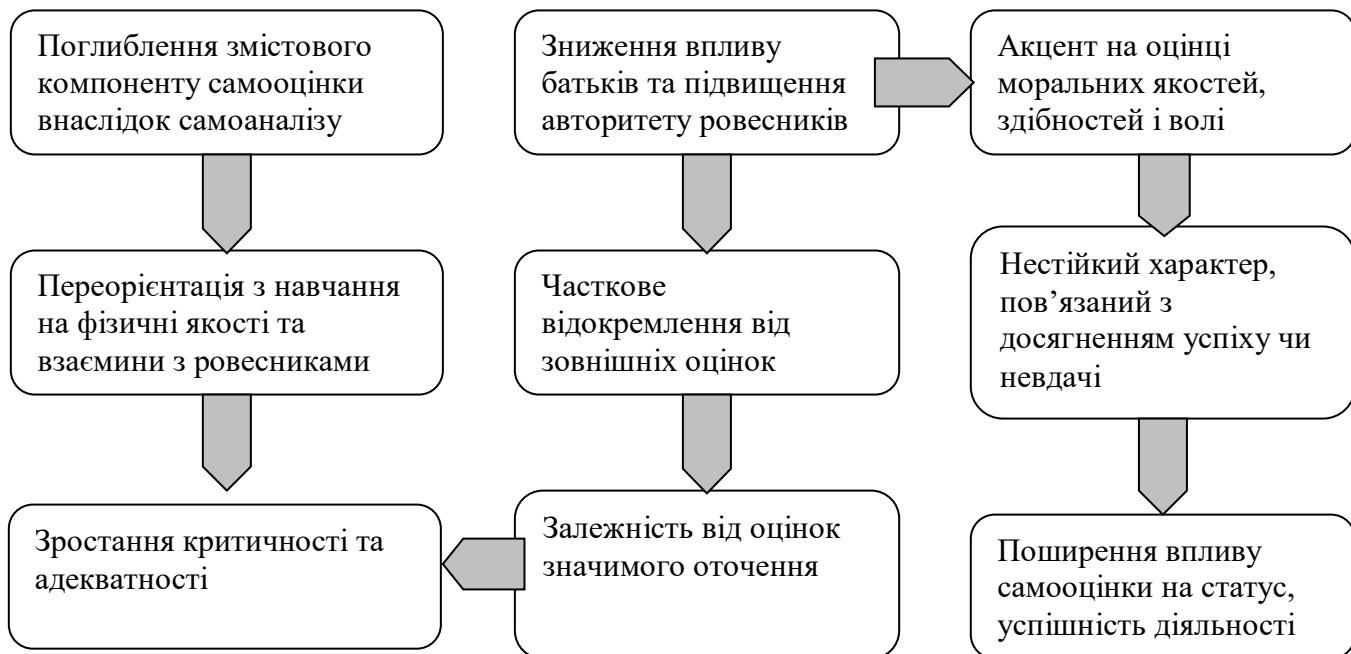 Поглиблення змістового
компоненту самооцінки
внаслідок самоаналізу
Зниження впливу
батьків та підвищення
авторитету ровесників
Акцент на оцінці
моральних якостей,
здібностей і волі
Переорієнтація з навчання
на фізичні якості та
взаємини з ровесниками
Часткове
відокремлення від
зовнішніх оцінок
Нестійкий характер,
пов’язаний з
досягненням успіху чи
невдачі
Зростання критичності та
адекватності
Залежність від оцінок
значимого оточення
Поширення впливу
самооцінки на статус,
успішність діяльності